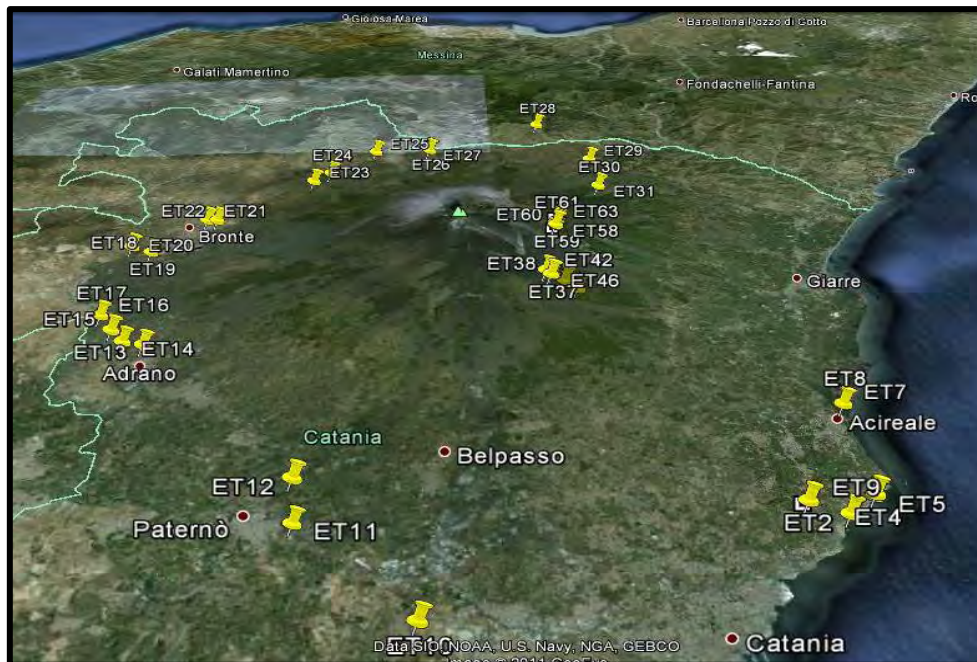 Gioiosa Marea
Barcellona Pozzo di Gotto
Messina
Galati Mamertino
Fondachelli-Fantina
Ro
ET28
ET24
ET25
ET27
ET29
ET23
ET26
ET30
ET31
ET22
ET21
ET61
ET60
ET63
Bronte
ET58
ET18
ET20
ET59
ET19
ET38
ET42
ET37
ET46
Giarre
ET17
ET16
ET15
ET13
ET14
Adrano
ET8
ET7
Acireale
Catania
Belpasso
ET12
ET9
ET2
ET4
ET5
Paternò
ET11
Data SIO, NOAA, U.S. Navy, NGA, GEBCO
Catania